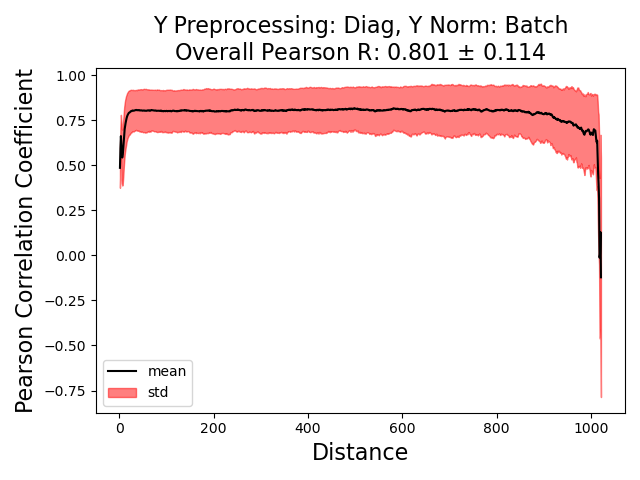 Y Preprocessing: Diag, Y Norm: Batch
Overall Pearson R: 0.801 ± 0.114
Pearson Correlation Coefficient
1.00
0.75
0.50
0.25
0.00
−0.25
−0.50
−0.75
mean
std
0 200 400 600 800 1000
Distance